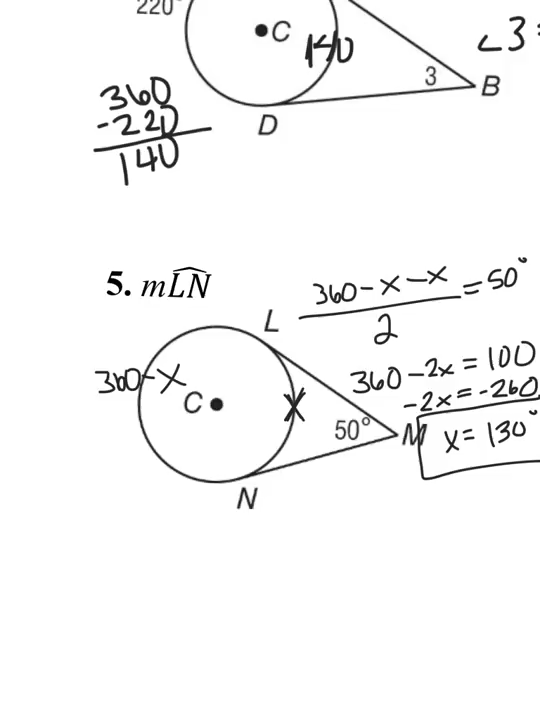 220°
C
140
∠3 =
3
B
D
360
-220
140
5. mLN
360-x-x = 50°
2
L
360-x
360-2x = 100
-2x = -260
C
x
50°
M
x = 130°
N